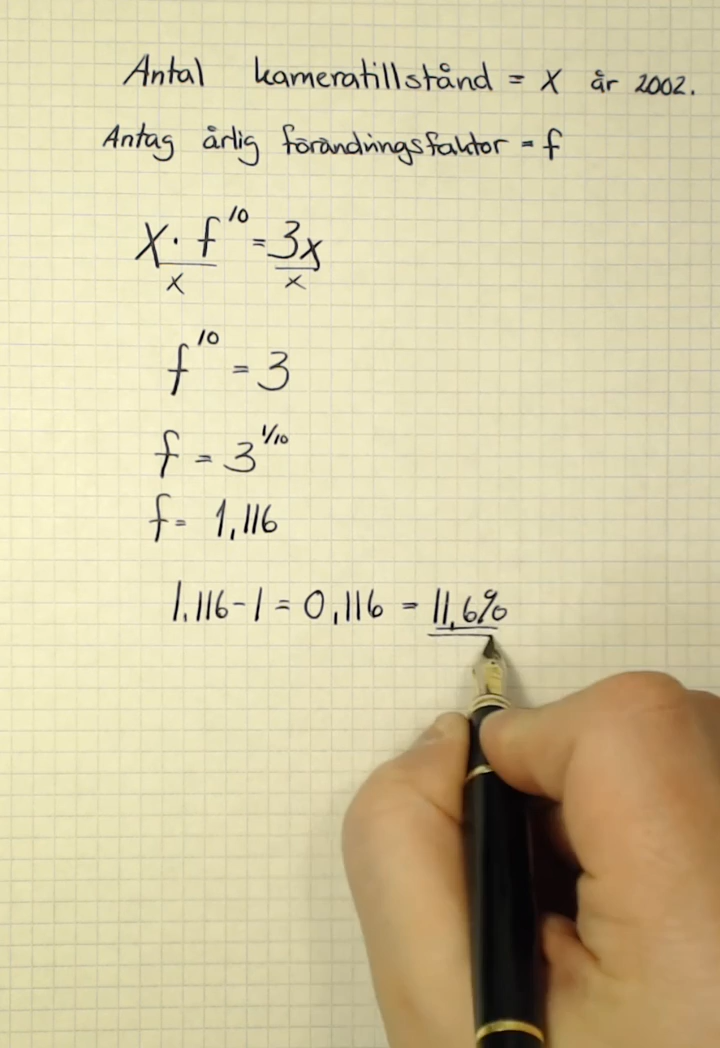 Antal kameratillstånd = X år 2002.
Antag årlig förändringsfaktor = f
X · f^10 = 3x
x x
f^10 = 3
f = 3^1/10
f = 1,116
1,116 - 1 = 0,116 = 11,6%